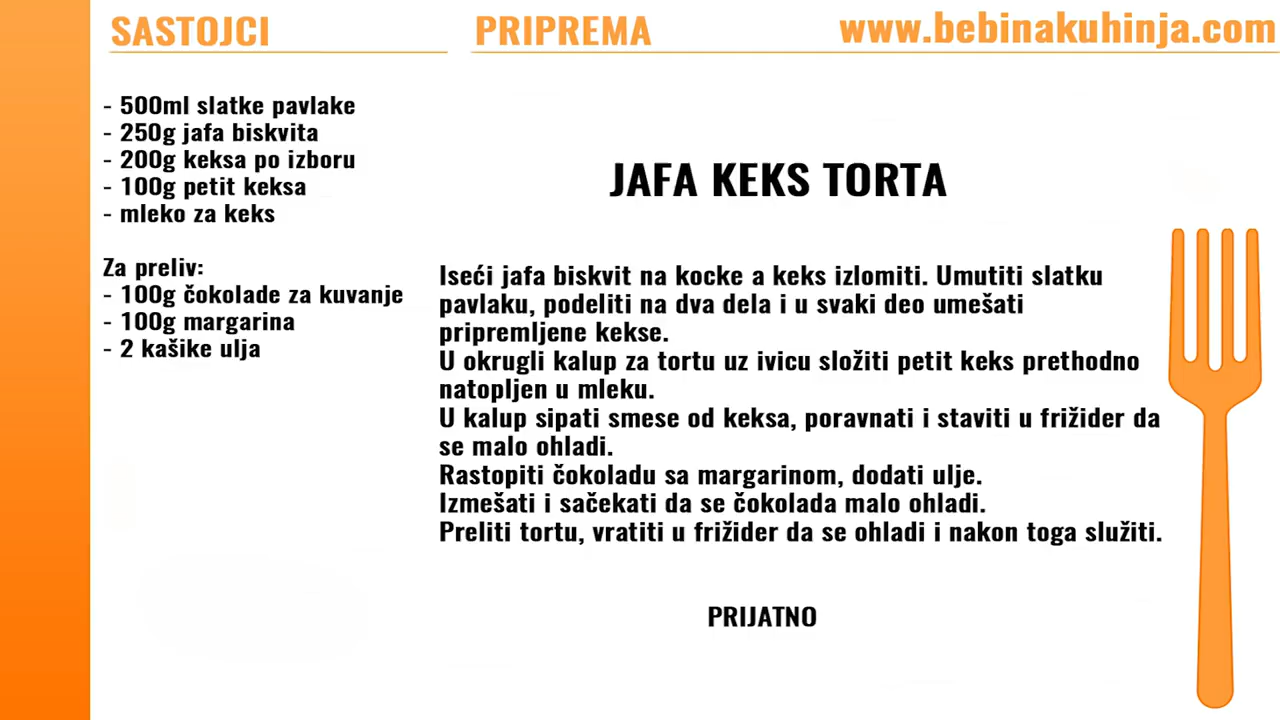 SASTOJCI
PRIPREMA
www.bebinakuhinja.com
- 500ml slatke pavlake
- 250g jafa biskvita
- 200g keksa po izboru
- 100g petit keksa
- mleko za keks
Za preliv:
- 100g čokolade za kuvanje
- 100g margarina
- 2 kašike ulja
JAFA KEKS TORTA
Iseći jafa biskvit na kocke a keks izlomiti. Umutiti slatku
pavlaku, podeliti na dva dela i u svaki deo umešati
pripremljene kekse.
U okrugli kalup za tortu uz ivicu složiti petit keks prethodno
natopljen u mleku.
U kalup sipati smese od keksa, poravnati i staviti u frižider da
se malo ohladi.
Rastopiti čokoladu sa margarinom, dodati ulje.
Izmešati i sačekati da se čokolada malo ohladi.
Preliti tortu, vratiti u frižider da se ohladi i nakon toga služiti.
PRIJATNO